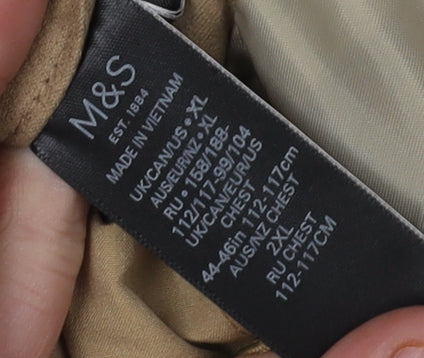 M&S
EST. 1884
MADE IN VIETNAM
UK/CAN/US • XL
AUS/EUR/NZ • XL
RU • 158/188-
112/117-99/104
UK/CAN/EUR/US
CHEST
44-46in 112-117cm
AUS/NZ CHEST
2XL
RU CHEST
112-117CM